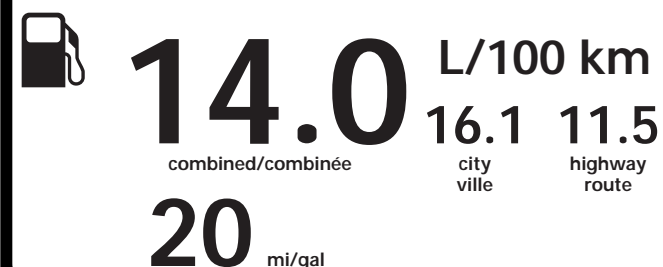 14.0 L/100 km
combined/combinée
16.1 11.5
city highway
ville route
20 mi/gal